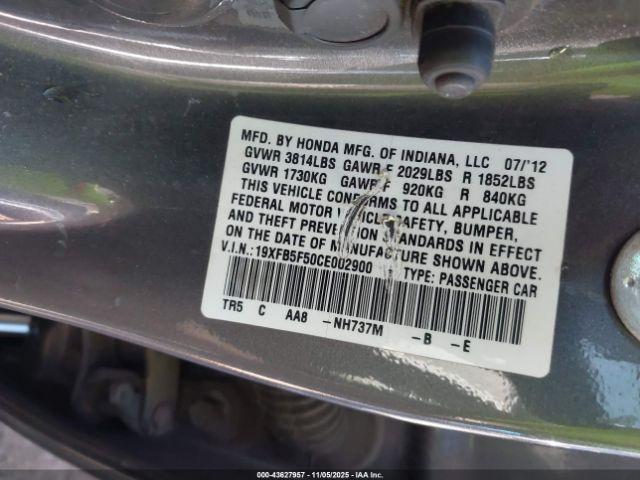 MFD. BY HONDA MFG. OF INDIANA, LLC 07/'12
GVWR 3814LBS GAWR F 2029LBS R 1852LBS
GVWR 1730KG GAWR F 920KG R 840KG
THIS VEHICLE CONFORMS TO ALL APPLICABLE
FEDERAL MOTOR VEHICLE SAFETY, BUMPER,
AND THEFT PREVENTION STANDARDS IN EFFECT
ON THE DATE OF MANUFACTURE SHOWN ABOVE.
V.I.N.: 19XFB5F50CE002900 TYPE: PASSENGER CAR
TR5 C AA8 -NH737M -B -E
000-43627957 - 11/05/2025 - IAA Inc.